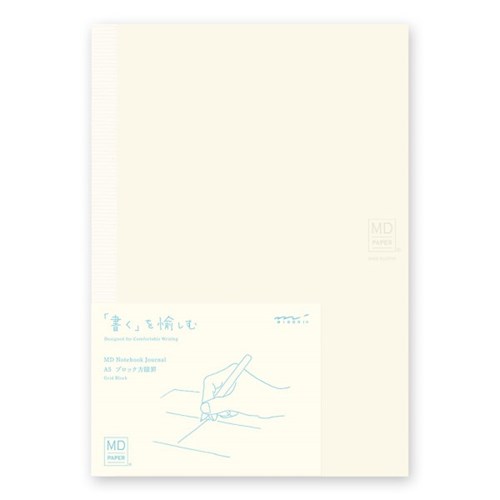 MD
PAPER
「書く」を愉しむ
Designed for Comfortable Writing
MIDORI
MD Notebook Journal
A5 ブロック方眼罫
Grid Block
MD
PAPER